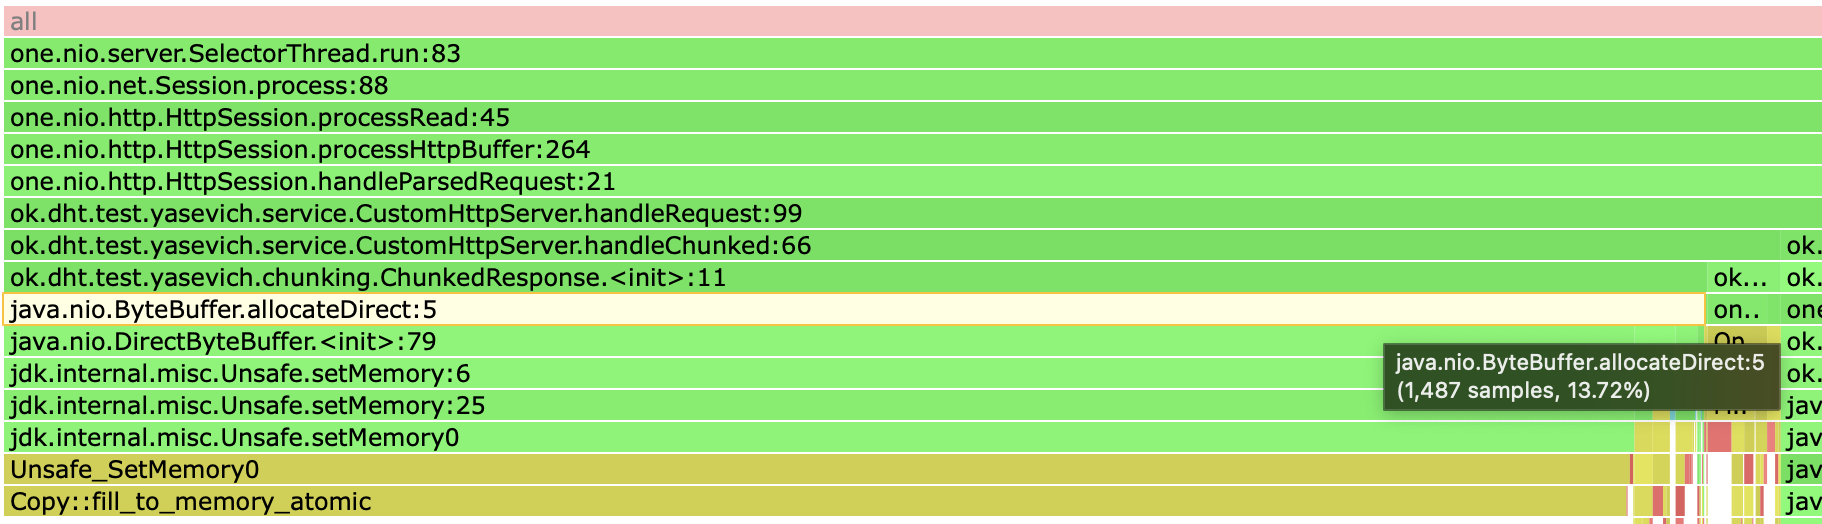 all
one.nio.server.SelectorThread.run:83
one.nio.net.Session.process:88
one.nio.http.HttpSession.processRead:45
one.nio.http.HttpSession.processHttpBuffer:264
one.nio.http.HttpSession.handleParsedRequest:21
ok.dht.test.yasevich.service.CustomHttpServer.handleRequest:99
ok.dht.test.yasevich.service.CustomHttpServer.handleChunked:66 ok.
ok.dht.test.yasevich.chunking.ChunkedResponse.<init>:11 ok... ok.
java.nio.ByteBuffer.allocateDirect:5 on.. one
java.nio.DirectByteBuffer.<init>:79 ok.
java.nio.ByteBuffer.allocateDirect:5
(1,487 samples, 13.72%)
jdk.internal.misc.Unsafe.setMemory:6 ok.
jdk.internal.misc.Unsafe.setMemory:25 jav
jdk.internal.misc.Unsafe.setMemory0 jav
Unsafe_SetMemory0 jav
Copy::fill_to_memory_atomic jav